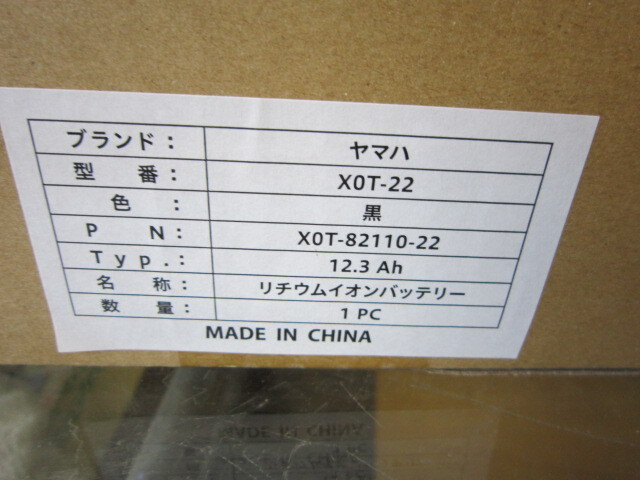 ブランド： ヤマハ
型 番： X0T-22
色 ： 黒
P N： X0T-82110-22
Typ.： 12.3 Ah
名 称： リチウムイオンバッテリー
数 量： 1 PC
MADE IN CHINA